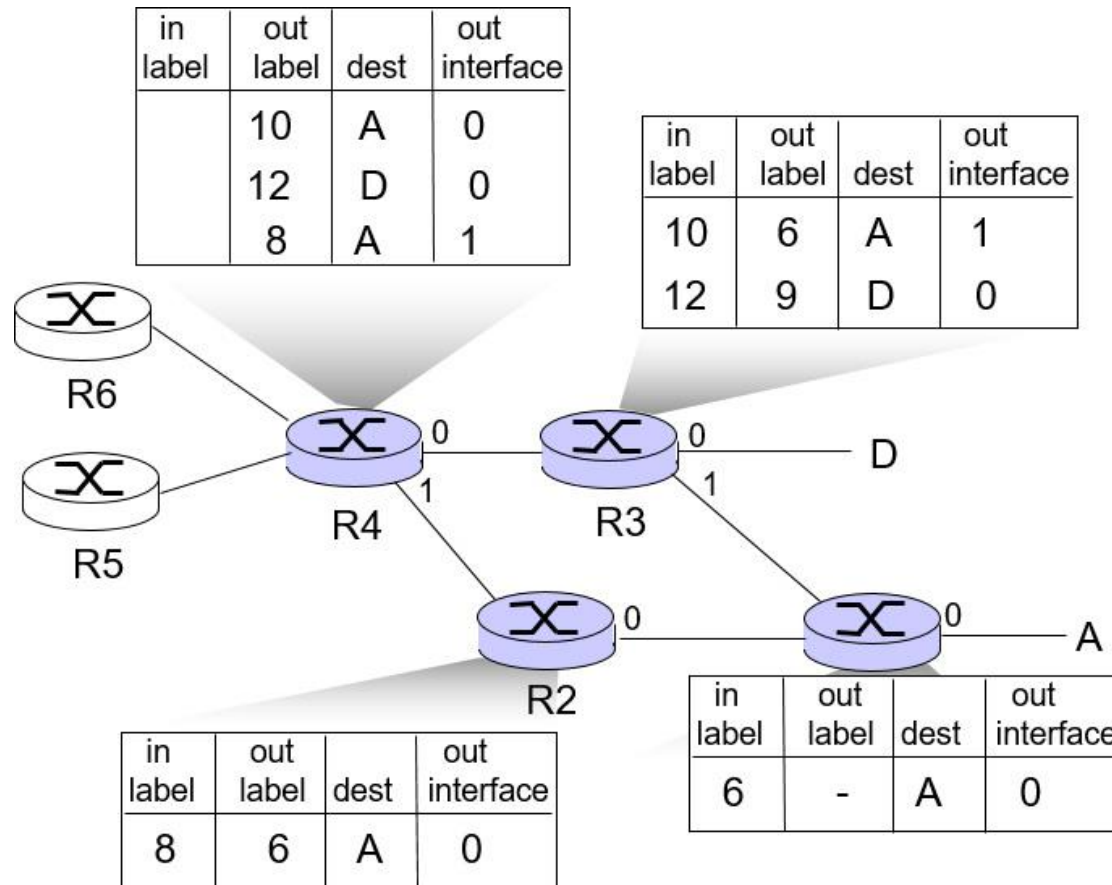 in out out
label label dest interface
10 A 0
12 D 0
8 A 1
in out out
label label dest interface
10 6 A 1
12 9 D 0
R6
R5
R4
0
1
R3
0
1
D
R2
0
0
A
in out out
label label dest interface
8 6 A 0
in out out
label label dest interface
6 - A 0